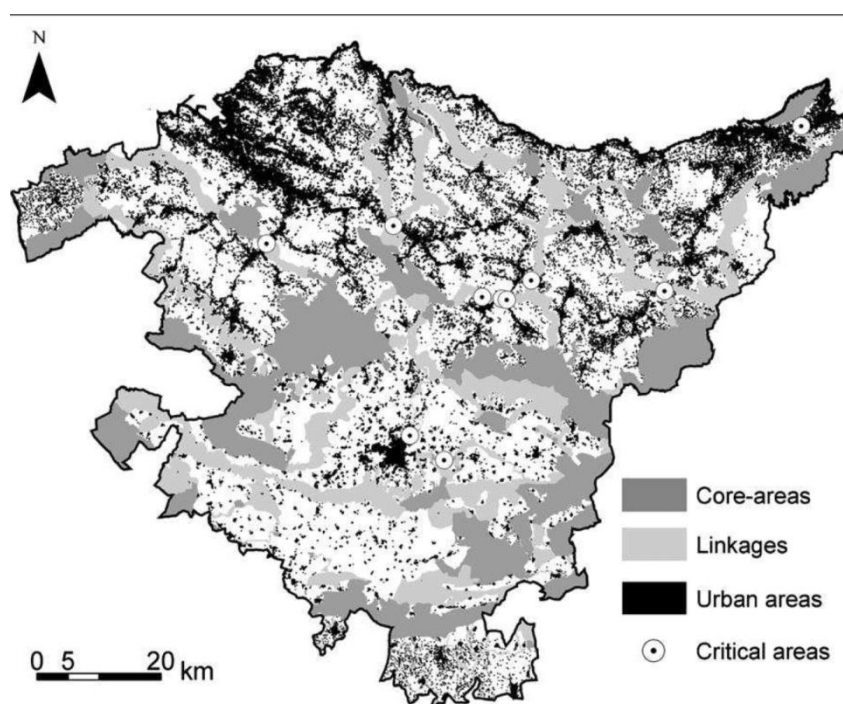 N
Core-areas
Linkages
Urban areas
Critical areas
0 5 20
km